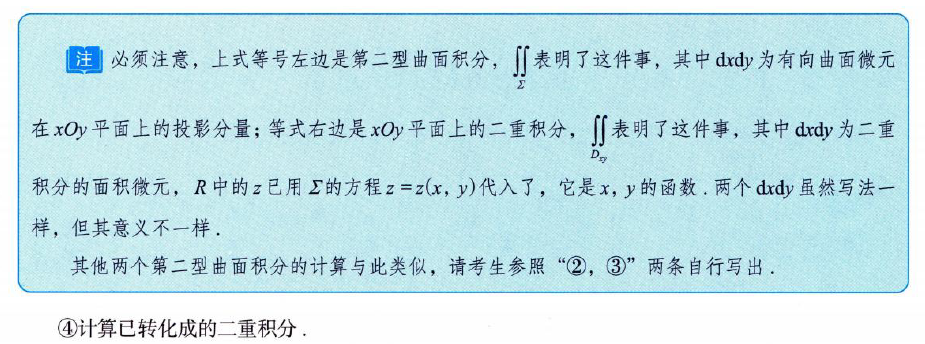 注 必须注意，上式等号左边是第二型曲面积分，∬_Σ 表明了这件事，其中 dxdy 为有向曲面微元
在 xOy 平面上的投影分量；等式右边是 xOy 平面上的二重积分，∬_{D_{xy}} 表明了这件事，其中 dxdy 为二重
积分的面积微元，R 中的 z 已用 Σ 的方程 z = z(x, y) 代入了，它是 x, y 的函数．两个 dxdy 虽然写法一
样，但其意义不一样．
其他两个第二型曲面积分的计算与此类似，请考生参照“②，③”两条自行写出．
④计算已转化成的二重积分．